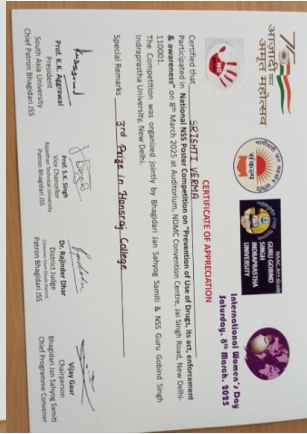 आज़ादी का
अमृत महोत्सव
GURU GOBIND
SINGH
INDRAPRASTHA
UNIVERSITY
International Women's Day
Saturday, 8th March, 2025
CERTIFICATE OF APPRECIATION
Certified that SRISHTI VERMA
Participated in National NSS Poster Competition on "Prevention of Use of Drugs, its act, enforcement
& awareness" on 8th March 2025 at Auditorium, NDMC Convention Centre, Jai Singh Road, New Delhi-
110001.
The Competition was organized jointly by Bhagidari Jan Sahyog Samiti & NSS Guru Gobind Singh
Indraprastha University, New Delhi.
Special Remarks 3rd Prize in Hansraj College
Prof. K.K. Aggarwal
President
South Asia University
Chief Patron Bhagidari JSS
Prof. S.K. Singh
Vice Chancellor
Rajasthan Technical University
Patron Bhagidari JSS
Dr. Rajinder Dhar
District Judge
Patron Bhagidari JSS
Vijay Gaur
Chairperson
Bhagidari Jan Sahyog Samiti
Chief Programme Convener